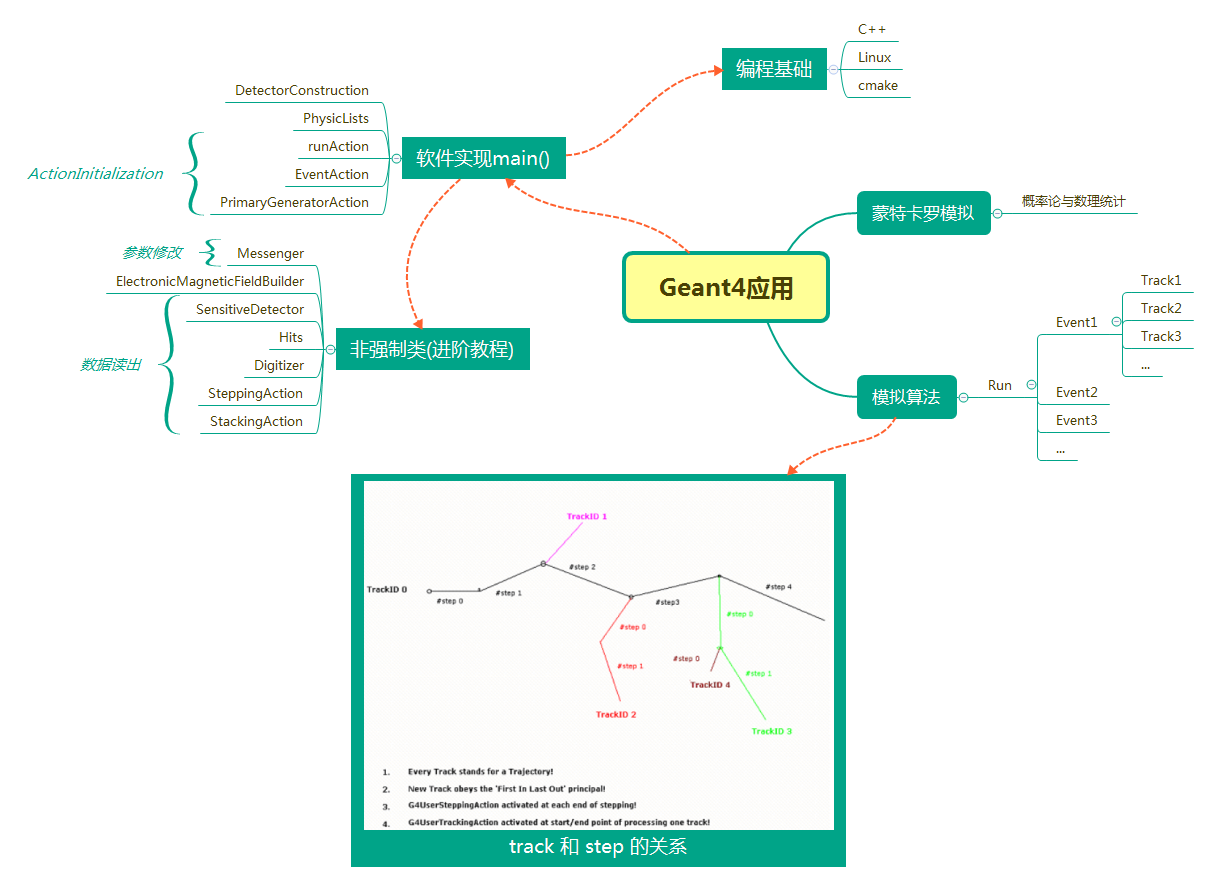 C++
Linux
cmake
编程基础
DetectorConstruction
PhysicLists
runAction
EventAction
PrimaryGeneratorAction
ActionInitialization
软件实现main()
蒙特卡罗模拟
概率论与数理统计
Geant4应用
参数修改
Messenger
ElectronicMagneticFieldBuilder
SensitiveDetector
Hits
Digitizer
SteppingAction
StackingAction
数据读出
非强制类(进阶教程)
模拟算法
Run
Event1
Track1
Track2
Track3
...
Event2
Event3
...
TrackID 1
TrackID 0
#step 0
#step 1
#step 2
#step3
#step 4
#step 0
#step 1
TrackID 2
#step 0
#step 0
TrackID 4
#step 1
TrackID 3
1. Every Track stands for a Trajectory!
2. New Track obeys the 'First In Last Out' principal!
3. G4UserSteppingAction activated at each end of stepping!
4. G4UserTrackingAction activated at start/end point of processing one track!
track 和 step 的关系